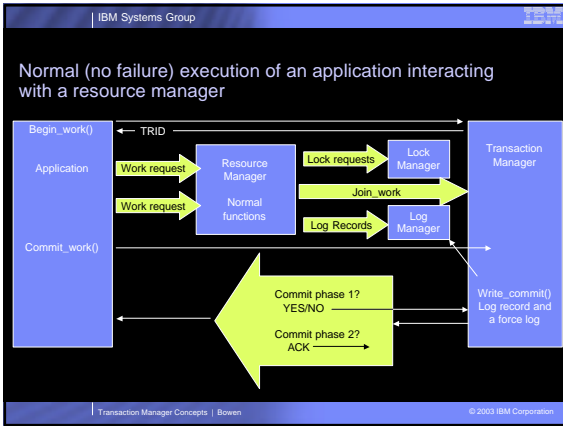 IBM Systems Group
IBM
Normal (no failure) execution of an application interacting
with a resource manager
Begin_work()
TRID
Application
Work request
Work request
Commit_work()
Resource
Manager
Normal
functions
Lock requests
Lock
Manager
Join_work
Log Records
Log
Manager
Transaction
Manager
Commit phase 1?
YES/NO
Commit phase 2?
ACK
Write_commit()
Log record and
a force log
Transaction Manager Concepts | Bowen
© 2003 IBM Corporation